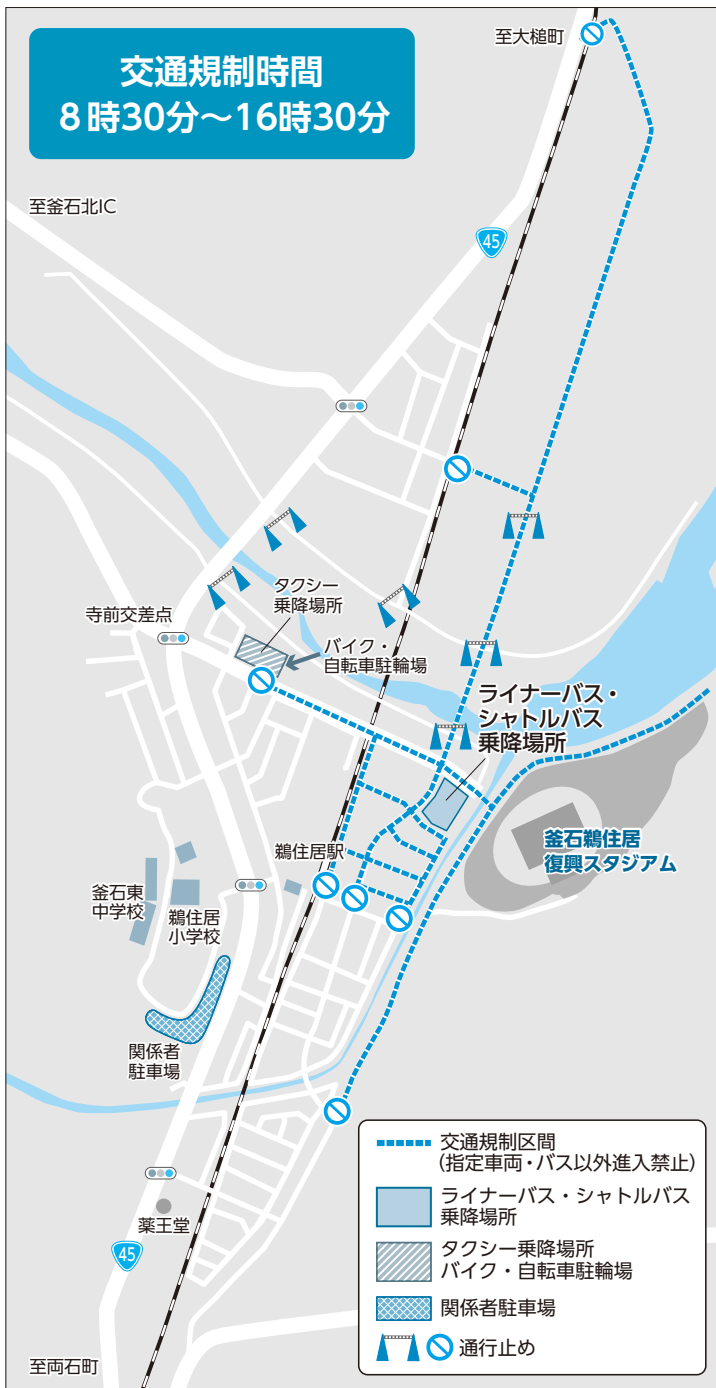 交通規制時間
8時30分〜16時30分
至大槌町
至釜石北IC
45
タクシー
乗降場所
寺前交差点
バイク・
自転車駐輪場
ライナーバス・
シャトルバス
乗降場所
釜石鵜住居
復興スタジアム
鵜住居駅
釜石東
中学校
鵜住居
小学校
関係者
駐車場
薬王堂
45
至両石町
交通規制区間
(指定車両・バス以外進入禁止)
ライナーバス・シャトルバス
乗降場所
タクシー乗降場所
バイク・自転車駐輪場
関係者駐車場
通行止め